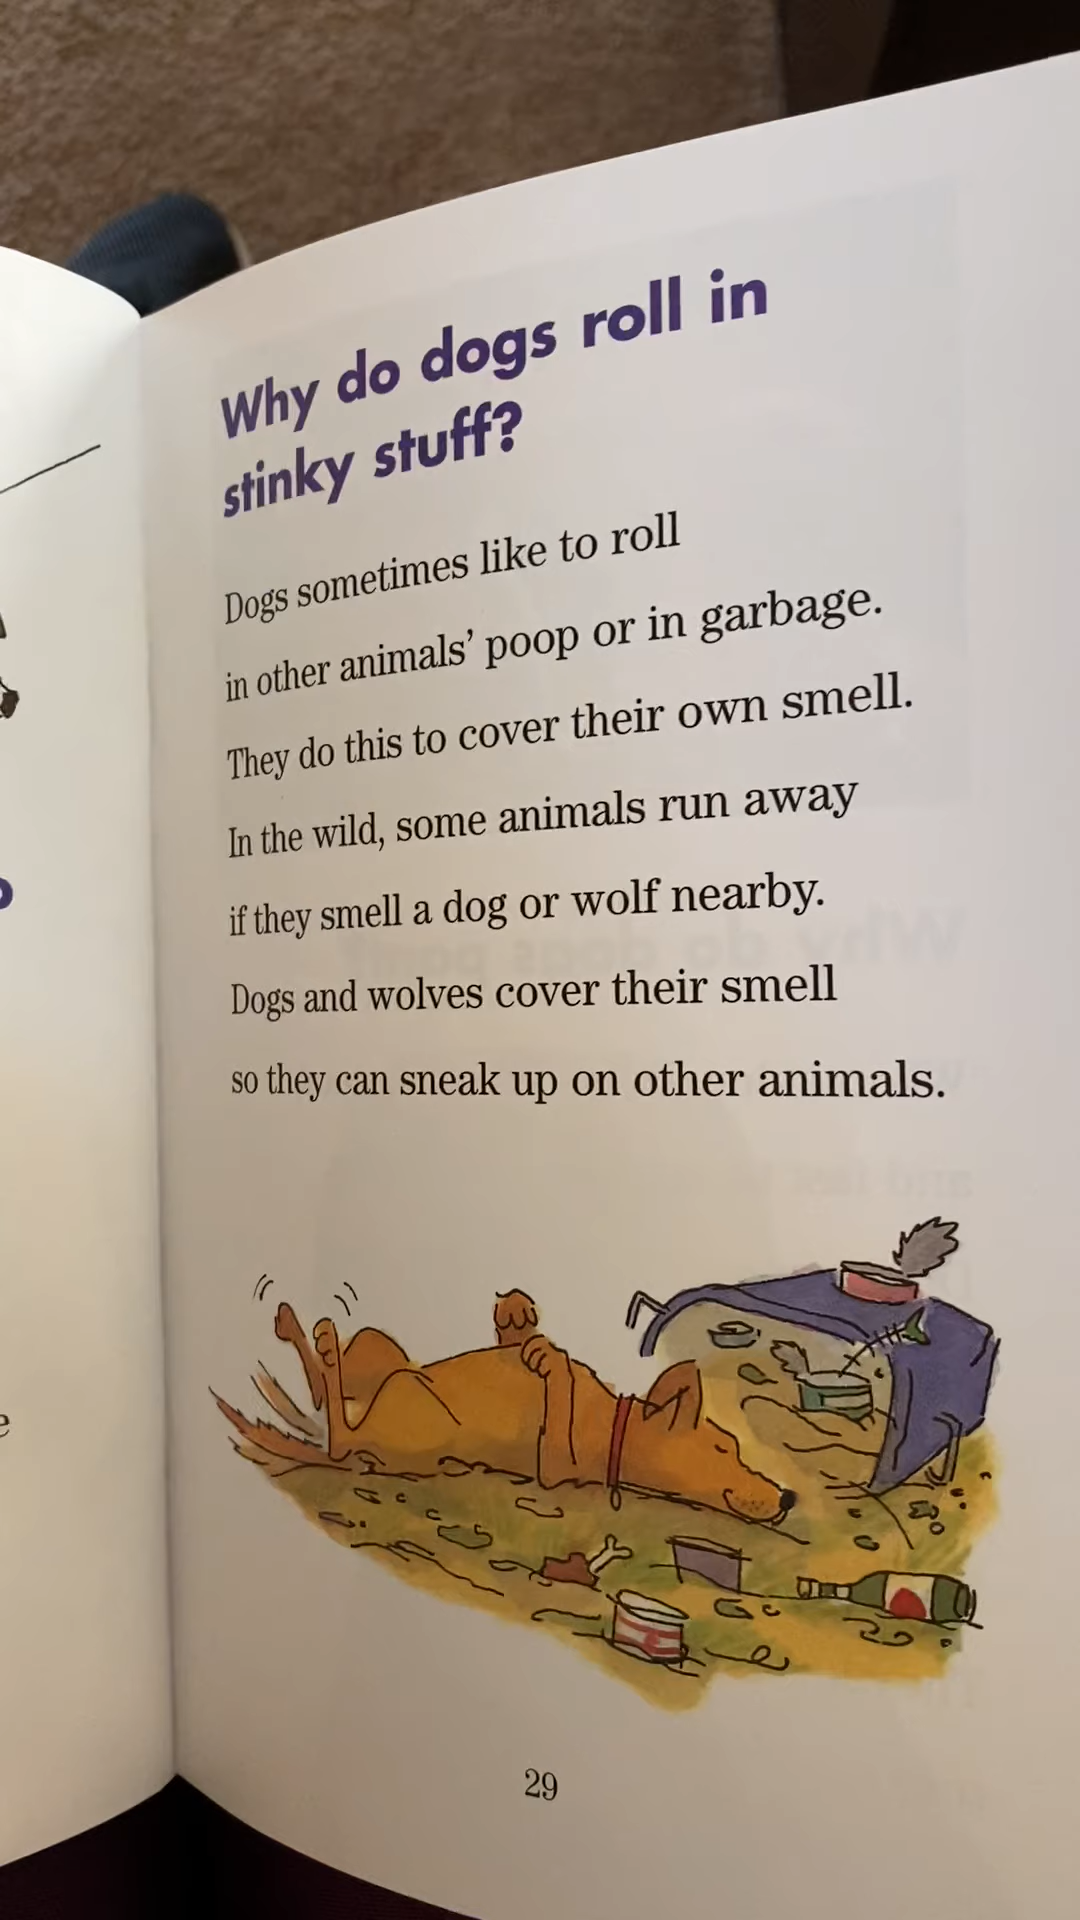 Why do dogs roll in
stinky stuff?
Dogs sometimes like to roll
in other animals' poop or in garbage.
They do this to cover their own smell.
In the wild, some animals run away
if they smell a dog or wolf nearby.
Dogs and wolves cover their smell
so they can sneak up on other animals.
29